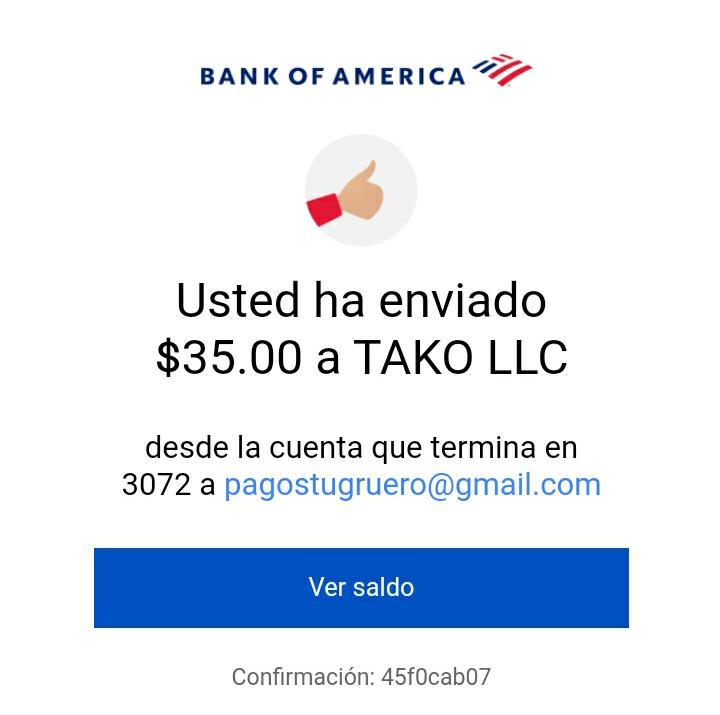 BANK OF AMERICA
Usted ha enviado
$35.00 a TAKO LLC
desde la cuenta que termina en
3072 a pagostugruero@gmail.com
Ver saldo
Confirmación: 45f0cab07